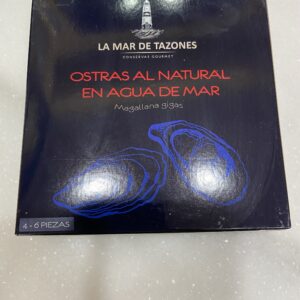 LA MAR DE TAZONES
CONSERVAS GOURMET
OSTRAS AL NATURAL
EN AGUA DE MAR
Magallana gigas
4 - 6 PIEZAS